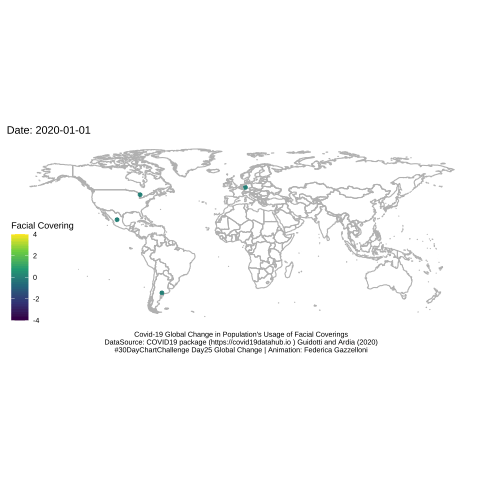 Date: 2020-01-01
Facial Covering
4
2
0
-2
-4
Covid-19 Global Change in Population's Usage of Facial Coverings
DataSource: COVID19 package (https://covid19datahub.io ) Guidotti and Ardia (2020)
#30DayChartChallenge Day25 Global Change | Animation: Federica Gazzelloni